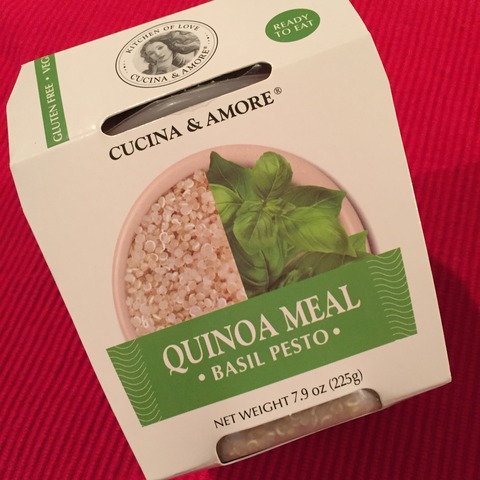 KITCHEN OF LOVE
CUCINA & AMORE®
READY
TO EAT
GLUTEN FREE •
CUCINA & AMORE®
QUINOA MEAL
• BASIL PESTO •
NET WEIGHT 7.9 oz (225g)